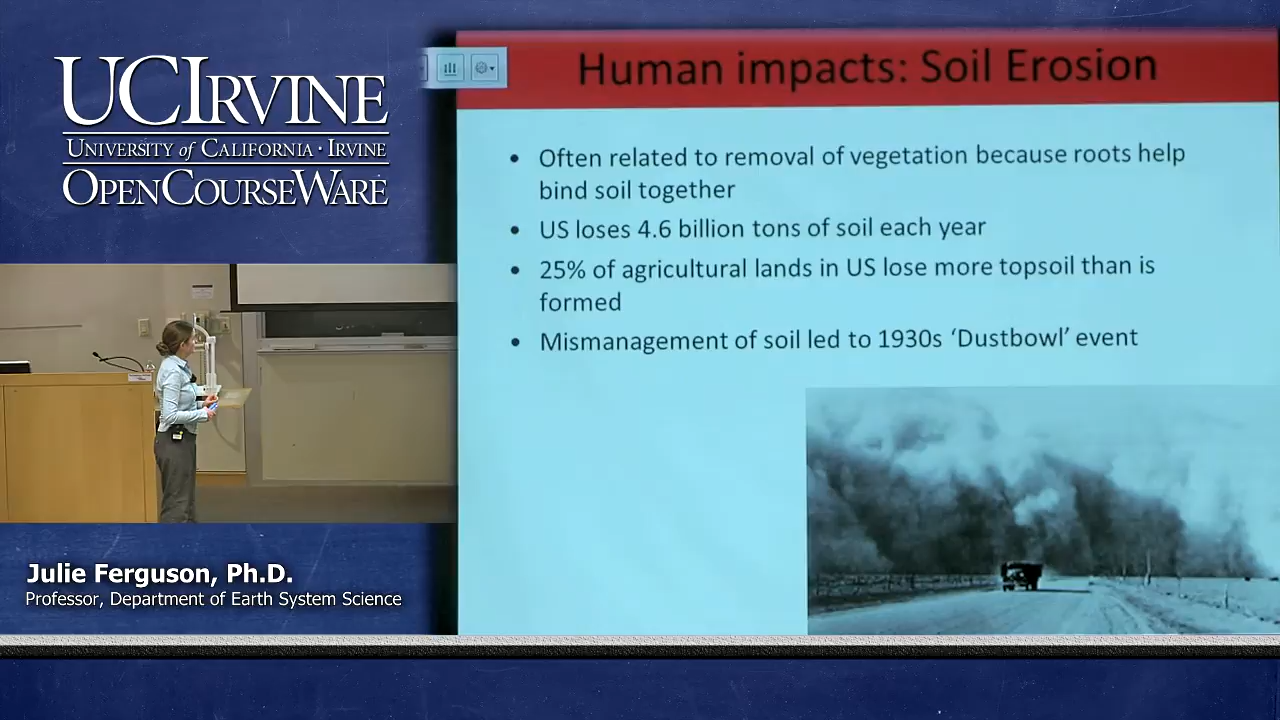 UCIRVINE
UNIVERSITY of CALIFORNIA · IRVINE
OPENCOURSEWARE
Human impacts: Soil Erosion
• Often related to removal of vegetation because roots help
bind soil together
• US loses 4.6 billion tons of soil each year
• 25% of agricultural lands in US lose more topsoil than is
formed
• Mismanagement of soil led to 1930s ‘Dustbowl’ event
Julie Ferguson, Ph.D.
Professor, Department of Earth System Science